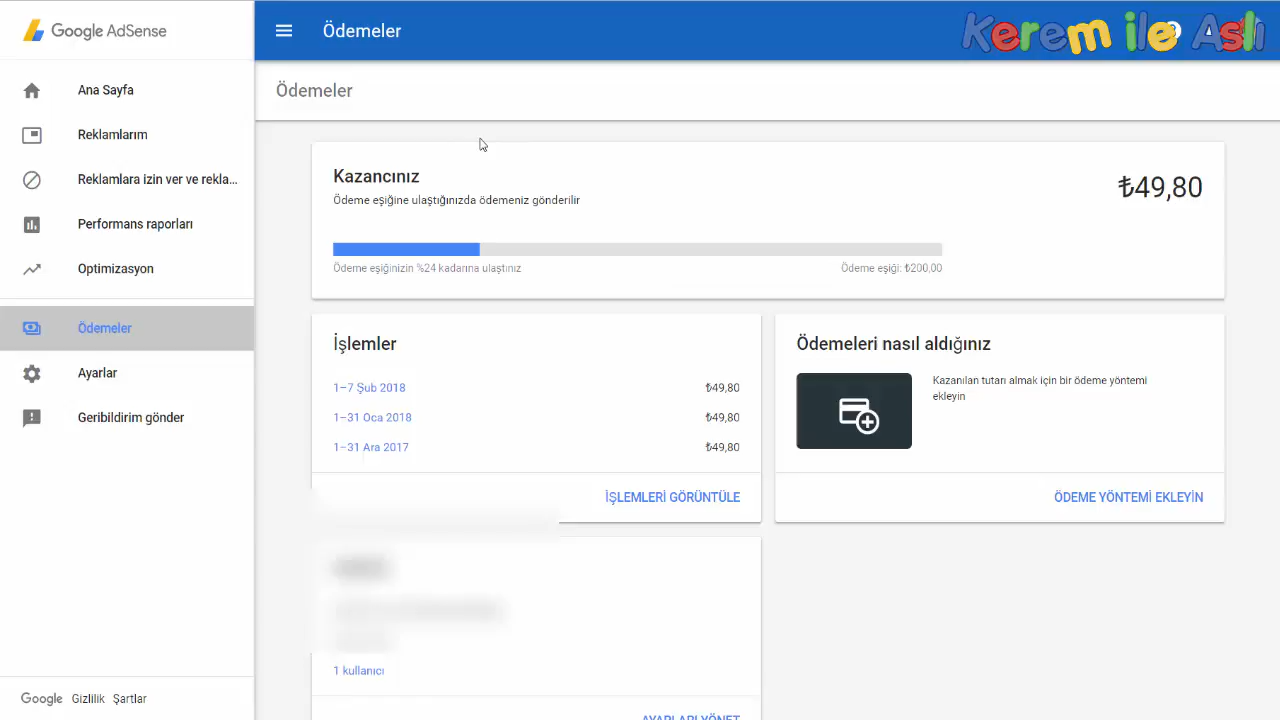 Google AdSense
Ödemeler
Kerem ile Aslı
Ana Sayfa
Reklamlarım
Reklamlara izin ver ve rekla...
Performans raporları
Optimizasyon
Ödemeler
Ayarlar
Geribildirim gönder
Google Gizlilik Şartlar
Ödemeler
Kazancınız
₺49,80
Ödeme eşiğine ulaştığınızda ödemeniz gönderilir
Ödeme eşiğinizin %24 kadarına ulaştınız
Ödeme eşiği: ₺200,00
İşlemler
1–7 Şub 2018 ₺49,80
1–31 Oca 2018 ₺49,80
1–31 Ara 2017 ₺49,80
İŞLEMLERİ GÖRÜNTÜLE
Ödemeleri nasıl aldığınız
Kazanılan tutarı almak için bir ödeme yöntemi
ekleyin
ÖDEME YÖNTEMİ EKLEYİN
1 kullanıcı
AYARLARI YÖNET